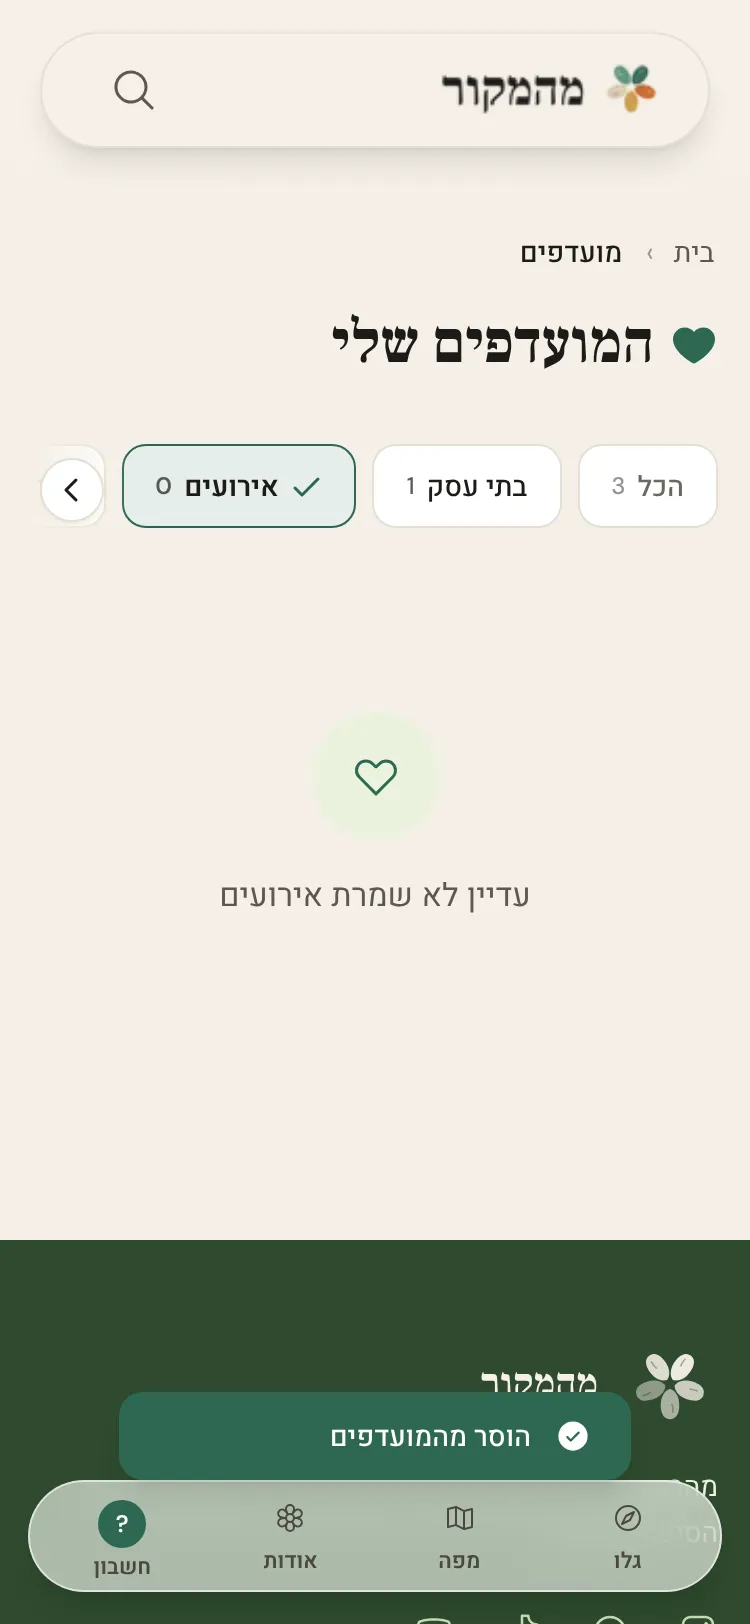 מהמקור
בית › מועדפים
המועדפים שלי
הכל 3 בתי עסק 1 אירועים 0
עדיין לא שמרת אירועים
מהמקור
הוסר מהמועדפים
גלו מפה אודות ? חשבון